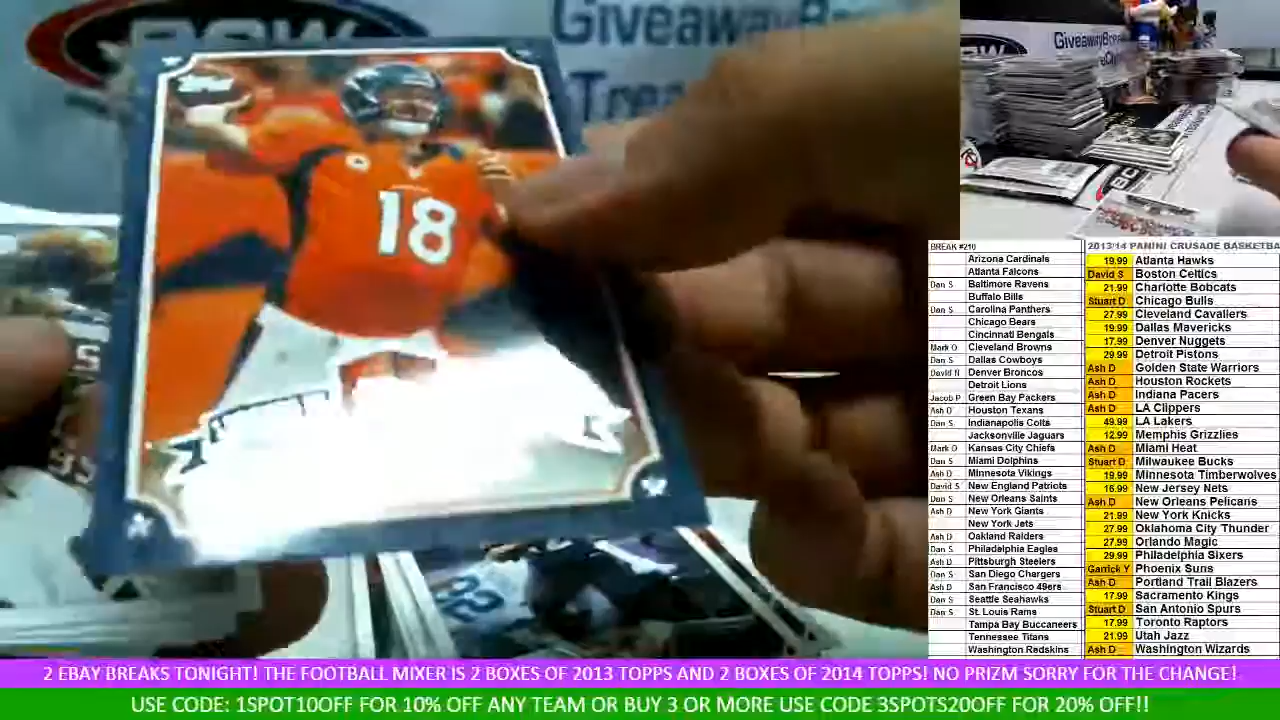 GiveawayBre
Trea
18
32
GiveawayBre
BREAK #210
Arizona Cardinals
Atlanta Falcons
Dan S Baltimore Ravens
Buffalo Bills
Dan S Carolina Panthers
Chicago Bears
Cincinnati Bengals
Mark O Cleveland Browns
Dan S Dallas Cowboys
David N Denver Broncos
Detroit Lions
Jacob P Green Bay Packers
Ash D Houston Texans
Dan S Indianapolis Colts
Jacksonville Jaguars
Mark O Kansas City Chiefs
Dan S Miami Dolphins
Ash D Minnesota Vikings
David S New England Patriots
Dan S New Orleans Saints
Ash D New York Giants
New York Jets
Ash D Oakland Raiders
Dan S Philadelphia Eagles
Ash D Pittsburgh Steelers
Dan S San Diego Chargers
Ash D San Francisco 49ers
Dan S Seattle Seahawks
Dan S St. Louis Rams
Tampa Bay Buccaneers
Tennessee Titans
Washington Redskins
2013/14 PANINI CRUSADE BASKETBA
19.99 Atlanta Hawks
David S Boston Celtics
21.99 Charlotte Bobcats
Stuart D Chicago Bulls
27.99 Cleveland Cavaliers
19.99 Dallas Mavericks
17.99 Denver Nuggets
29.99 Detroit Pistons
Ash D Golden State Warriors
Ash D Houston Rockets
Ash D Indiana Pacers
Ash D LA Clippers
49.99 LA Lakers
12.99 Memphis Grizzlies
Ash D Miami Heat
Stuart D Milwaukee Bucks
19.99 Minnesota Timberwolves
16.99 New Jersey Nets
Ash D New Orleans Pelicans
21.99 New York Knicks
27.99 Oklahoma City Thunder
27.99 Orlando Magic
29.99 Philadelphia Sixers
Garrick Y Phoenix Suns
Ash D Portland Trail Blazers
17.99 Sacramento Kings
Stuart D San Antonio Spurs
17.99 Toronto Raptors
21.99 Utah Jazz
Ash D Washington Wizards
2 EBAY BREAKS TONIGHT! THE FOOTBALL MIXER IS 2 BOXES OF 2013 TOPPS AND 2 BOXES OF 2014 TOPPS! NO PRIZM SORRY FOR THE CHANGE!
USE CODE: 1SPOT10OFF FOR 10% OFF ANY TEAM OR BUY 3 OR MORE USE CODE 3SPOTS20OFF FOR 20% OFF!!